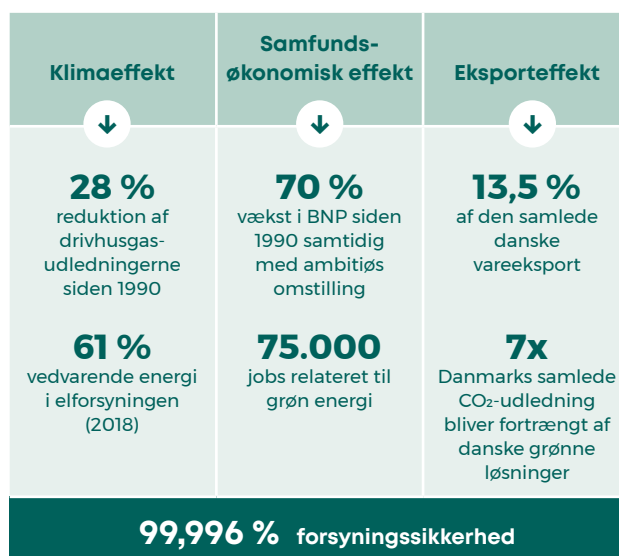 Klimaeffekt
28 %
reduktion af
drivhusgas-
udledningerne
siden 1990
61 %
vedvarende energi
i elforsyningen
(2018)
Samfunds-
økonomisk effekt
70 %
vækst i BNP siden
1990 samtidig
med ambitiøs
omstilling
75.000
jobs relateret til
grøn energi
Eksporteffekt
13,5 %
af den samlede
danske
vareeksport
7x
Danmarks samlede
CO₂-udledning
bliver fortrængt af
danske grønne
løsninger
99,996 % forsyningssikkerhed